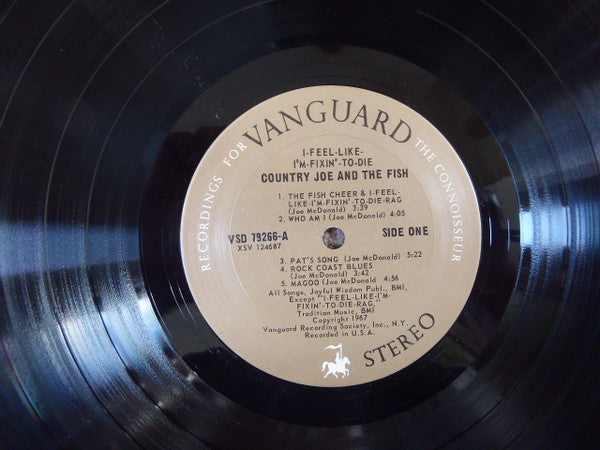 RECORDINGS FOR VANGUARD THE CONNOISSEUR
I-FEEL-LIKE-
I'M-FIXIN'-TO-DIE
COUNTRY JOE AND THE FISH
1. THE FISH CHEER & I-FEEL-
LIKE-I'M-FIXIN'-TO-DIE-RAG
(Joe McDonald) 3:39
2. WHO AM I (Joe McDonald) 4:05
VSD 79266-A
XSV 124687
SIDE ONE
3. PAT'S SONG (Joe McDonald) 5:22
4. ROCK COAST BLUES
(Joe McDonald) 3:42
5. MAGOO (Joe McDonald) 4:56
All Songs, Joyful Wisdom Publ., BMI,
Except "I-FEEL-LIKE-I'M-
FIXIN'-TO-DIE-RAG,"
Tradition Music, BMI
Copyright 1967
Vanguard Recording Society, Inc., N.Y.
Recorded in U.S.A.
STEREO